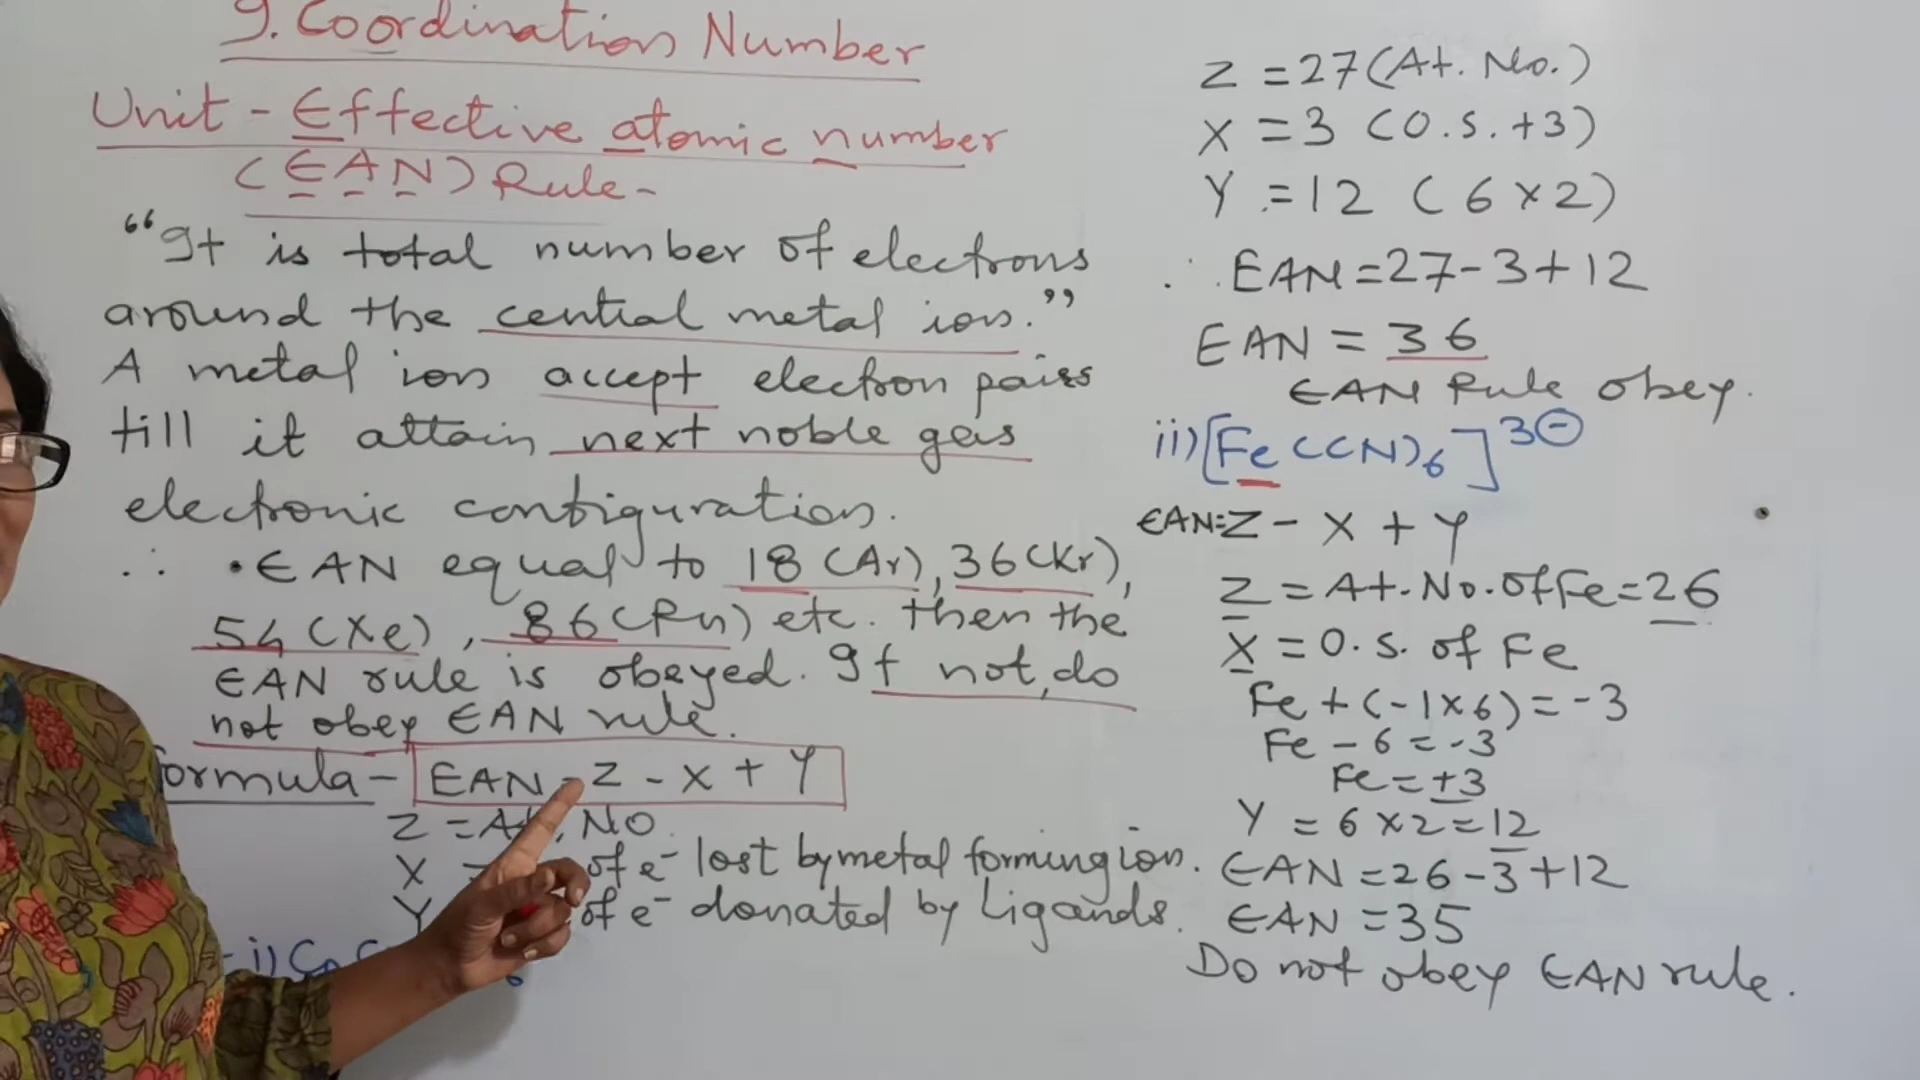 9. Coordination Number
Unit - Effective atomic number
(EAN) Rule -
"It is total number of electrons
around the central metal ion."
A metal ion accept electron pairs
till it attain next noble gas
electronic configuration.
∴ • EAN equal to 18 (Ar), 36(Kr),
54 (Xe), 86(Rn) etc. then the
EAN rule is obeyed. If not, do
not obey EAN rule.
ormula - EAN = Z - X + Y
Z = At. No.
X = of e⁻ lost by metal forming ion.
Y of e⁻ donated by Ligands.
i)
Z = 27 (At. No.)
X = 3 (O.S. +3)
Y = 12 (6 × 2)
∴ EAN = 27 - 3 + 12
EAN = 36
EAN Rule obey.
ii) [Fe(CN)₆]³⊖
EAN = Z - X + Y
Z = At. No. of Fe = 26
X = O.S. of Fe
Fe + (-1×6) = -3
Fe - 6 = -3
Fe = +3
Y = 6 × 2 = 12
EAN = 26 - 3 + 12
EAN = 35
Do not obey EAN rule.